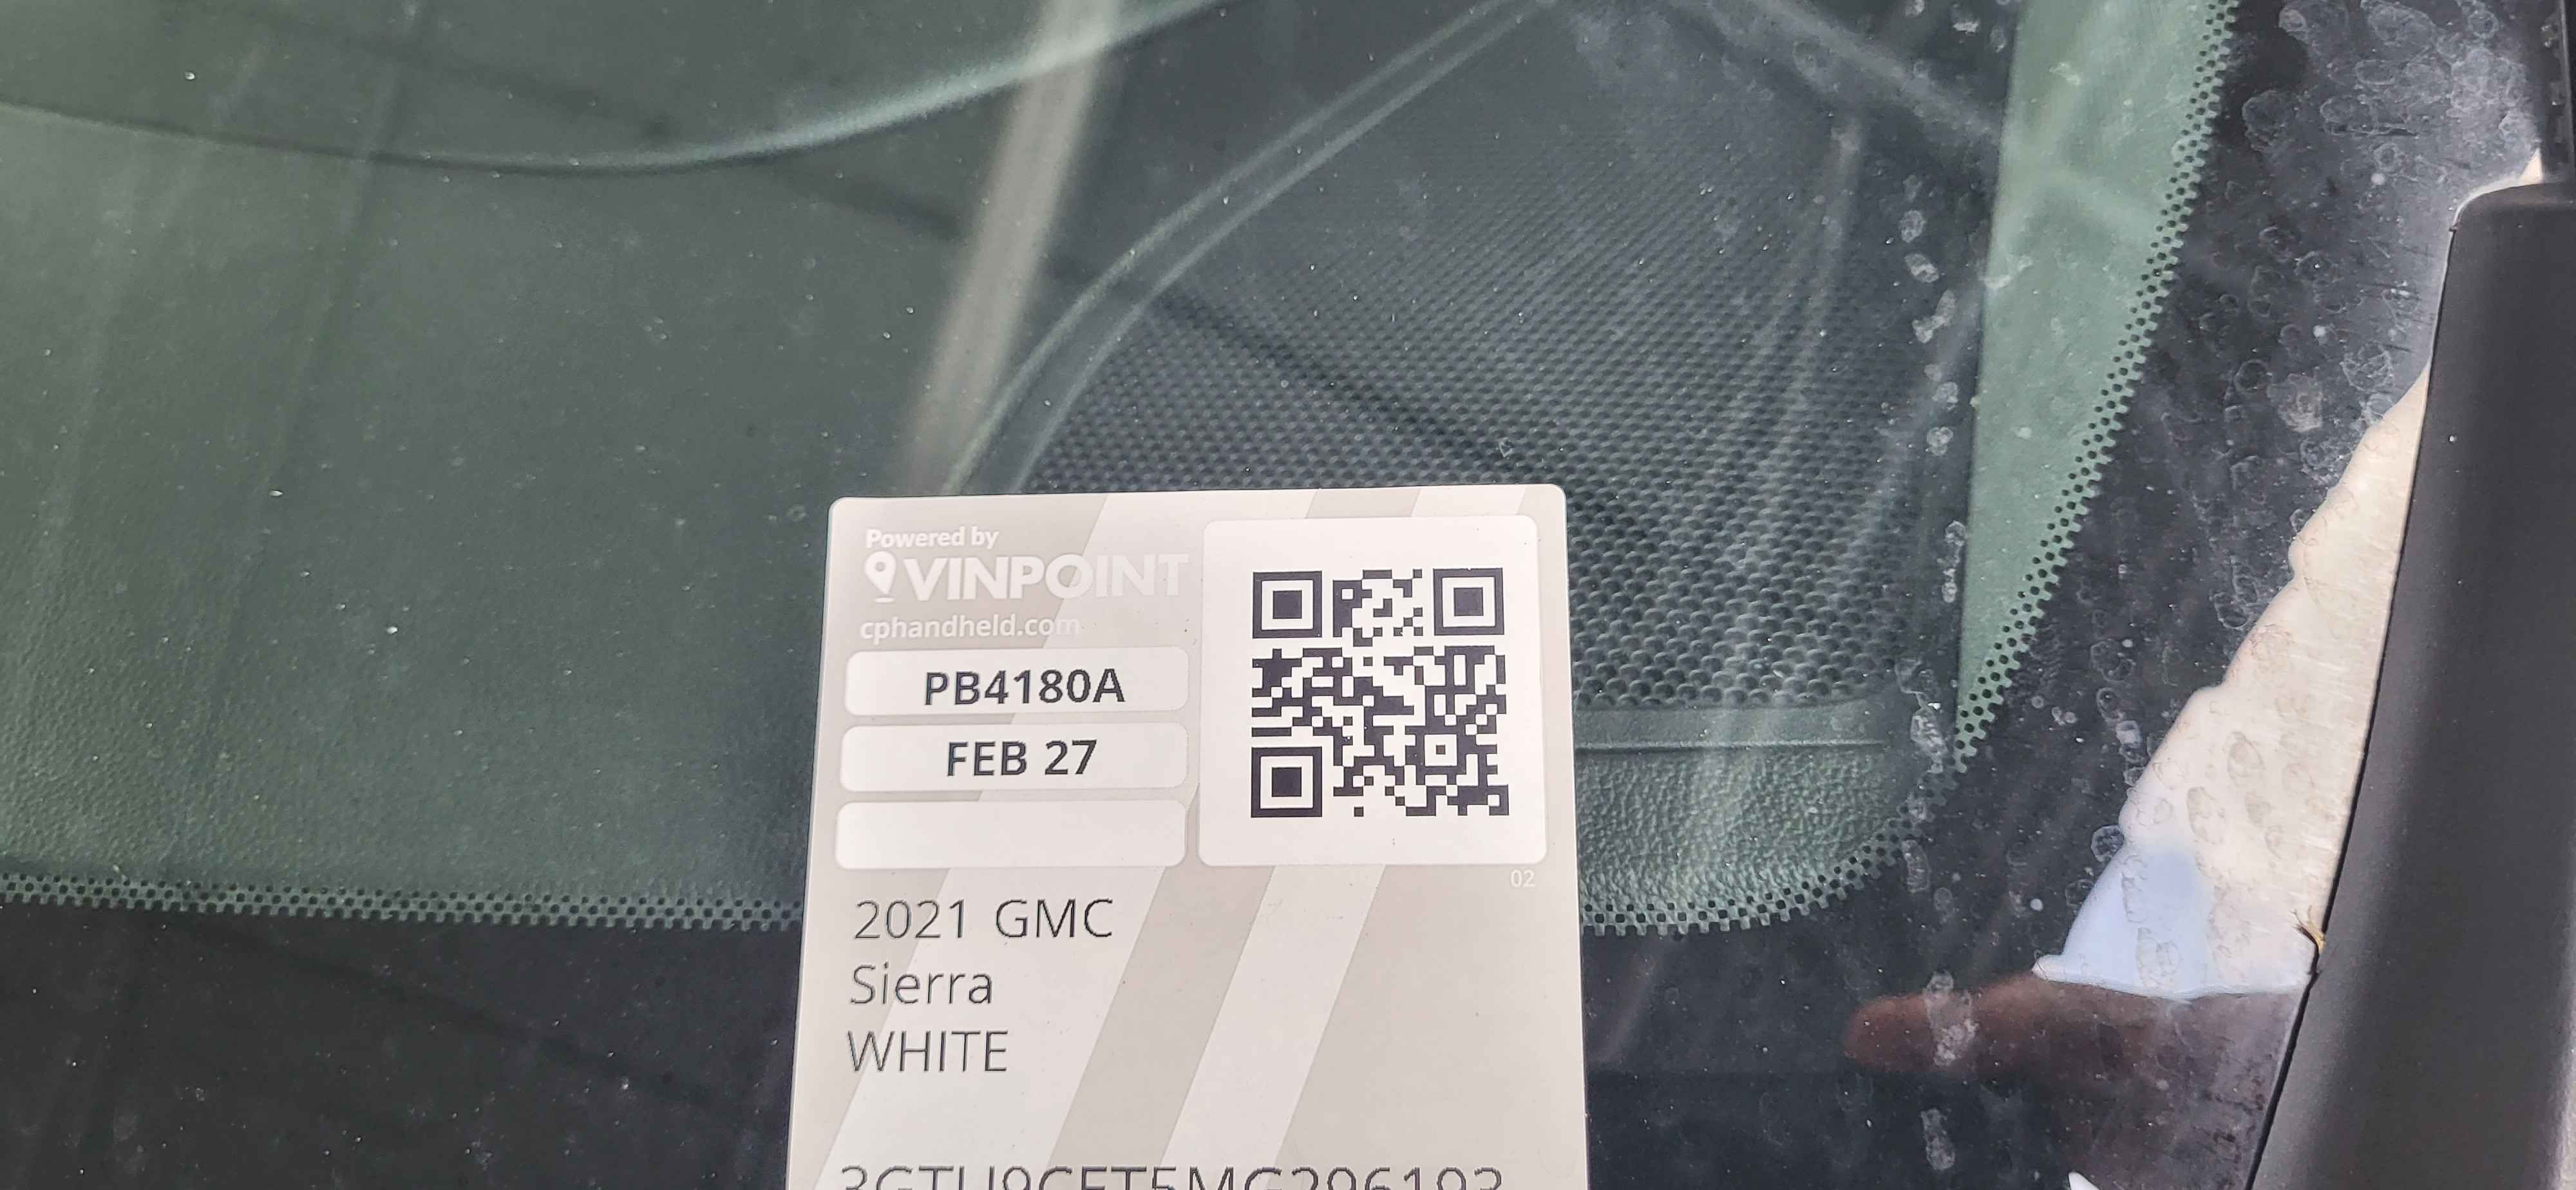 Powered by
VINPOINT
cphandheld.com
PB4180A
FEB 27
02
2021 GMC
Sierra
WHITE